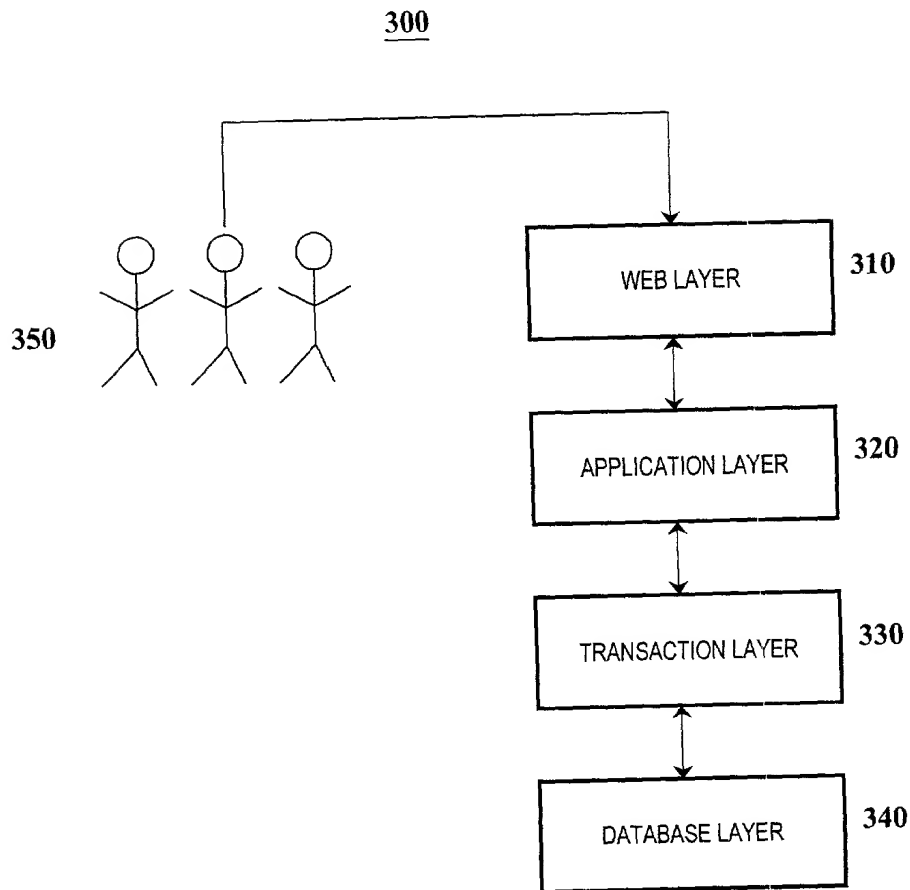 300
WEB LAYER
310
350
APPLICATION LAYER
320
TRANSACTION LAYER
330
DATABASE LAYER
340